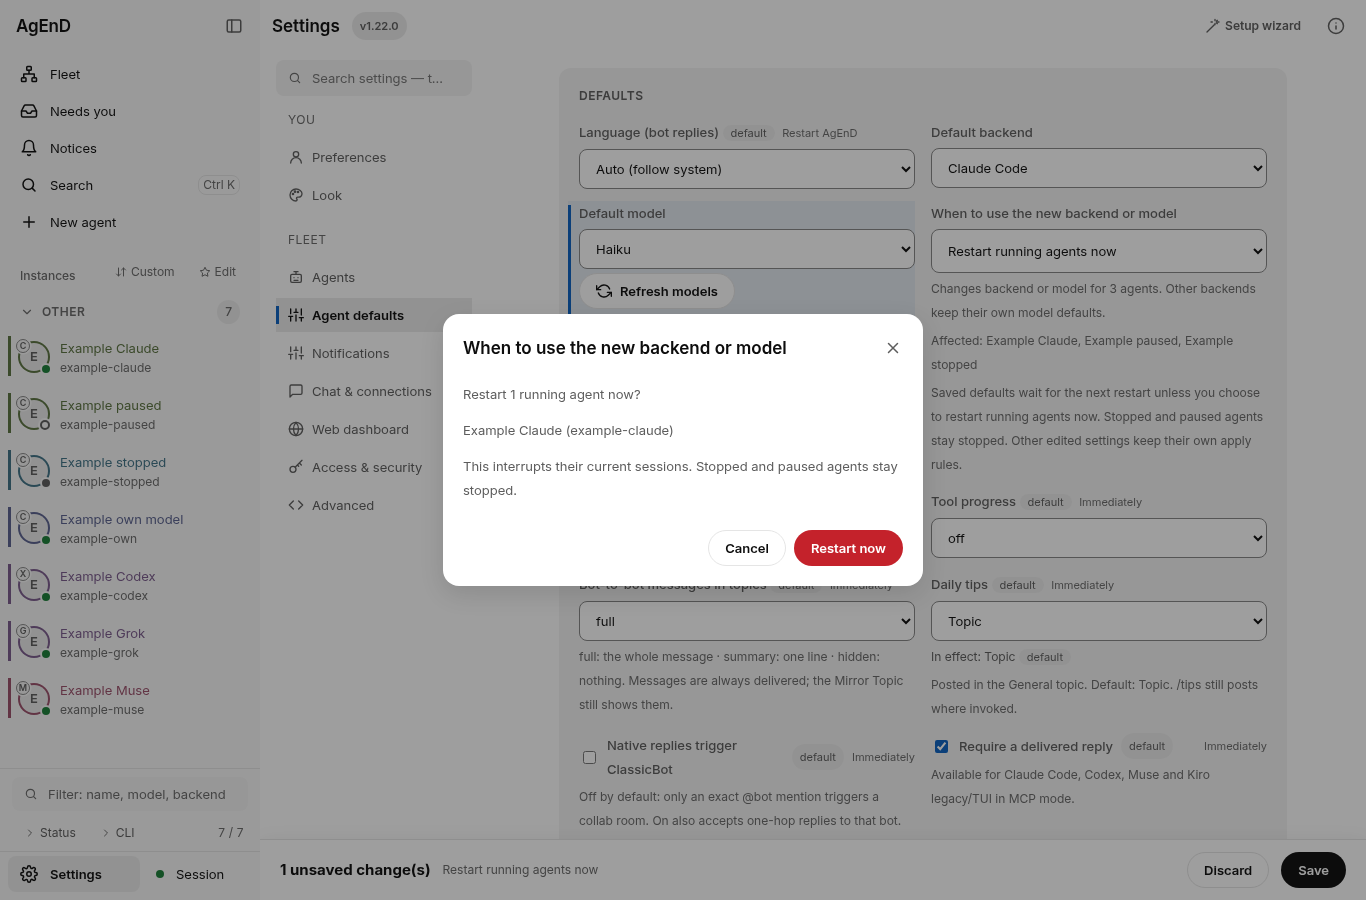 AgEnD
Fleet
Needs you
Notices
Search
Ctrl K
New agent
Instances
Custom
Edit
OTHER
7
C
E
Example Claude
example-claude
C
E
Example paused
example-paused
C
E
Example stopped
example-stopped
C
E
Example own model
example-own
X
E
Example Codex
example-codex
G
E
Example Grok
example-grok
M
E
Example Muse
example-muse
Filter: name, model, backend
Status
CLI
7 / 7
Settings
Session
Settings
v1.22.0
Setup wizard
Search settings — t...
YOU
Preferences
Look
FLEET
Agents
Agent defaults
Notifications
Chat & connections
Web dashboard
Access & security
Advanced
DEFAULTS
Language (bot replies) default Restart AgEnD
Auto (follow system)
Default backend
Claude Code
Default model
Haiku
Refresh models
When to use the new backend or model
Restart running agents now
Changes backend or model for 3 agents. Other backends
keep their own model defaults.
Affected: Example Claude, Example paused, Example
stopped
Saved defaults wait for the next restart unless you choose
to restart running agents now. Stopped and paused agents
stay stopped. Other edited settings keep their own apply
rules.
When to use the new backend or model
Restart 1 running agent now?
Example Claude (example-claude)
This interrupts their current sessions. Stopped and paused agents stay
stopped.
Cancel
Restart now
Tool progress default Immediately
off
Bot-to-bot messages in topics default Immediately
full
full: the whole message · summary: one line · hidden:
nothing. Messages are always delivered; the Mirror Topic
still shows them.
Daily tips default Immediately
Topic
In effect: Topic default
Posted in the General topic. Default: Topic. /tips still posts
where invoked.
Native replies trigger
ClassicBot
default
Immediately
Off by default: only an exact @bot mention triggers a
collab room. On also accepts one-hop replies to that bot.
Require a delivered reply default Immediately
Available for Claude Code, Codex, Muse and Kiro
legacy/TUI in MCP mode.
1 unsaved change(s)
Restart running agents now
Discard
Save